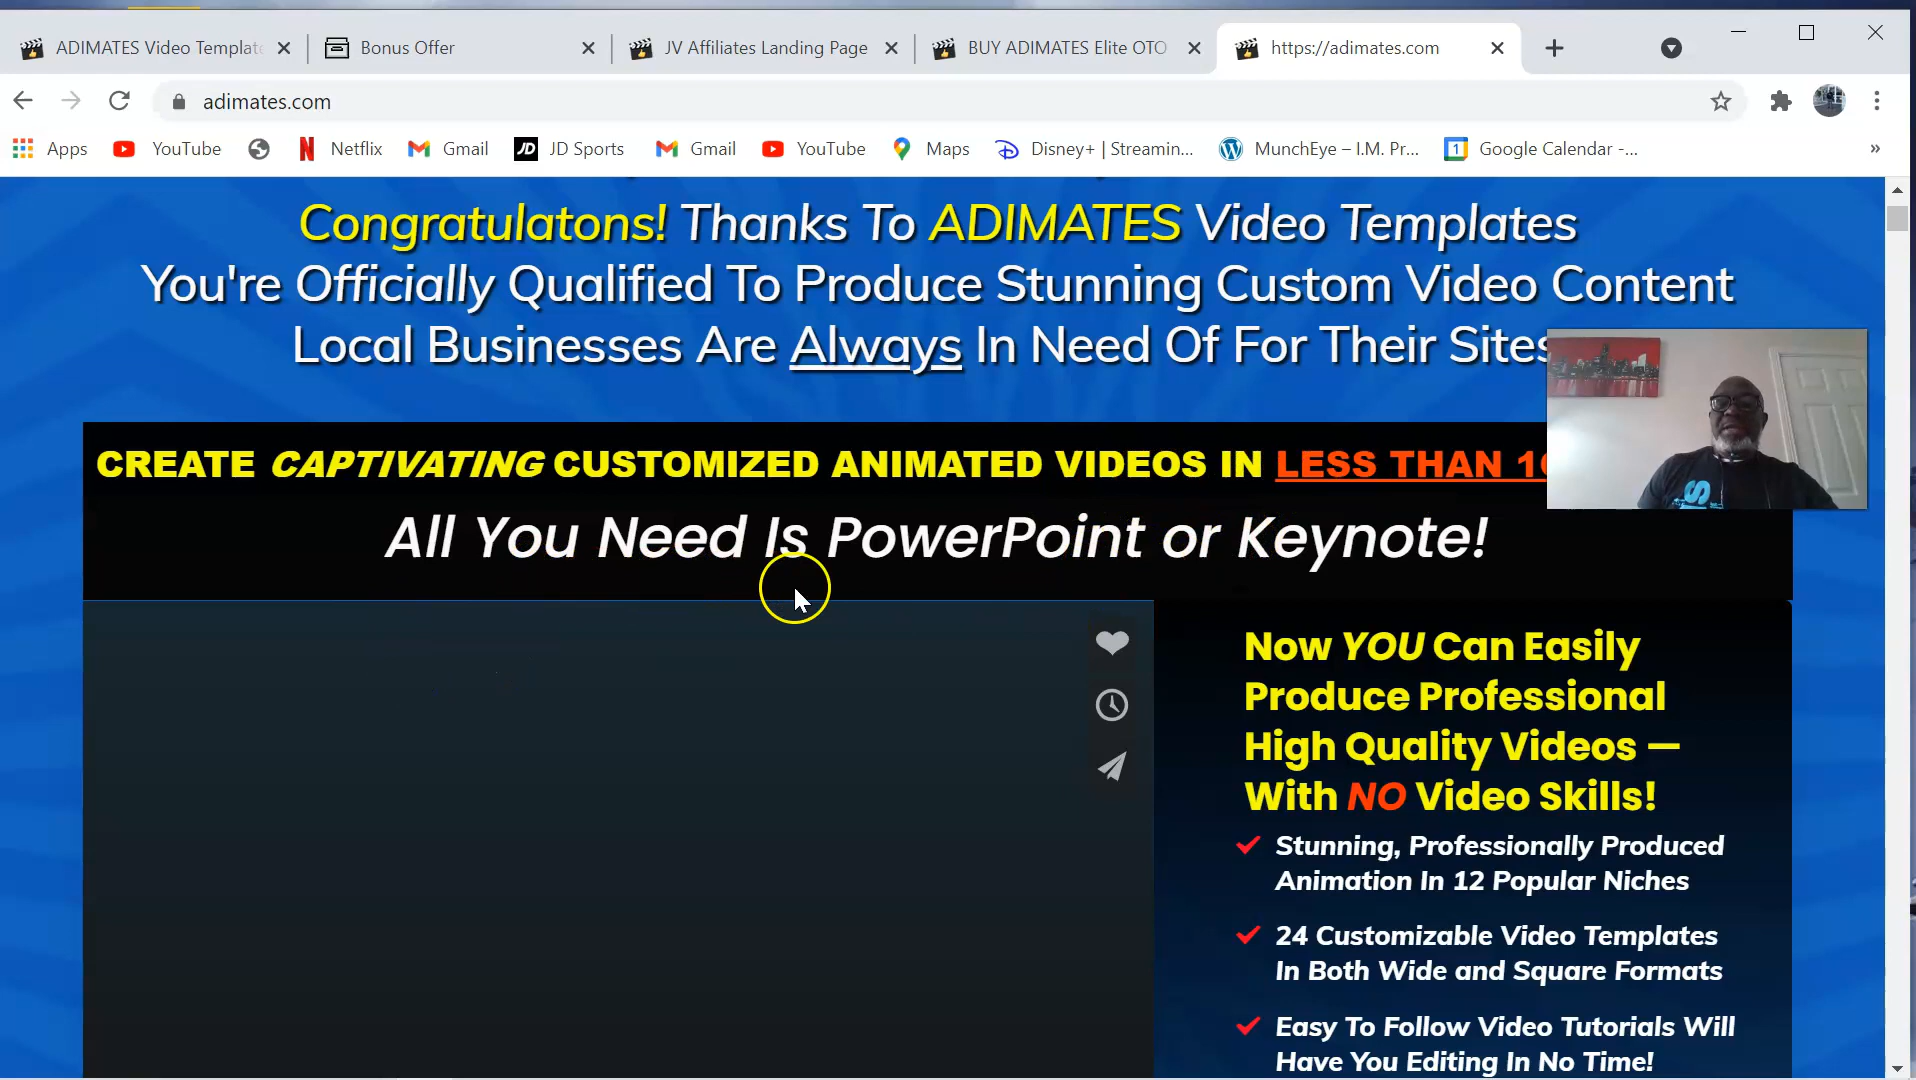 ADIMATES Video Templat
Bonus Offer
JV Affiliates Landing Page
BUY ADIMATES Elite OTO
https://adimates.com
adimates.com
Apps
YouTube
Netflix
Gmail
JD
JD Sports
Gmail
YouTube
Maps
Disney+ | Streamin...
MunchEye – I.M. Pr...
1
Google Calendar -...
»
Congratulatons! Thanks To ADIMATES Video Templates
You're Officially Qualified To Produce Stunning Custom Video Content
Local Businesses Are Always In Need Of For Their Sites
CREATE CAPTIVATING CUSTOMIZED ANIMATED VIDEOS IN LESS THAN 1
All You Need Is PowerPoint or Keynote!
Now YOU Can Easily
Produce Professional
High Quality Videos —
With NO Video Skills!
Stunning, Professionally Produced
Animation In 12 Popular Niches
24 Customizable Video Templates
In Both Wide and Square Formats
Easy To Follow Video Tutorials Will
Have You Editing In No Time!